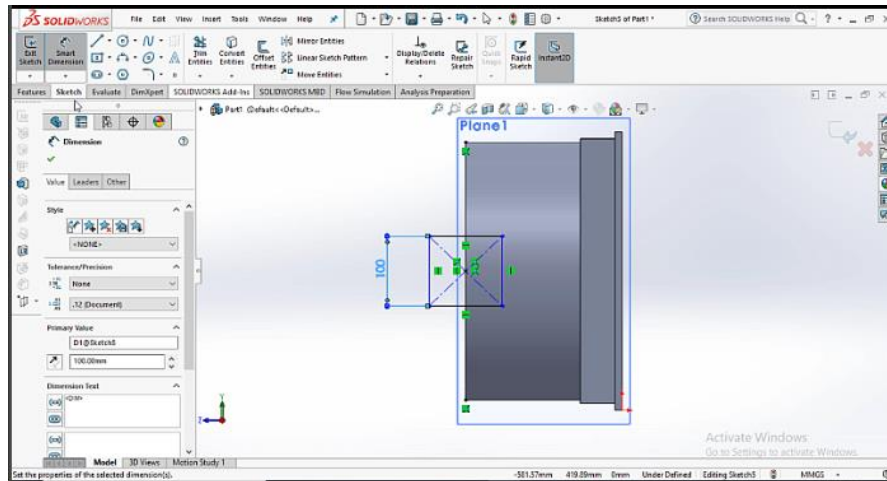 SOLIDWORKS File Edit View Insert Tools Window Help Sketch5 of Part1 * Search SOLIDWORKS Help
Exit Sketch Smart Dimension Trim Entities Convert Entities Offset Entities Mirror Entities Linear Sketch Pattern Move Entities Display/Delete Relations Repair Sketch Quick Snaps Rapid Sketch Instant2D
Features Sketch Evaluate DimXpert SOLIDWORKS Add-Ins SOLIDWORKS MBD Flow Simulation Analysis Preparation
Part1 (Default<<Default>...
Plane1
Dimension
Value Leaders Other
Style
<NONE>
Tolerance/Precision
None
.12 (Document)
Primary Value
D1@Sketch5
100.00mm
Dimension Text
<DIM>
100
Y
Z
Activate Windows
Go to Settings to activate Windows.
Model 3D Views Motion Study 1
Set the properties of the selected dimension(s). -581.57mm 419.89mm 0mm Under Defined Editing Sketch5 MMGS